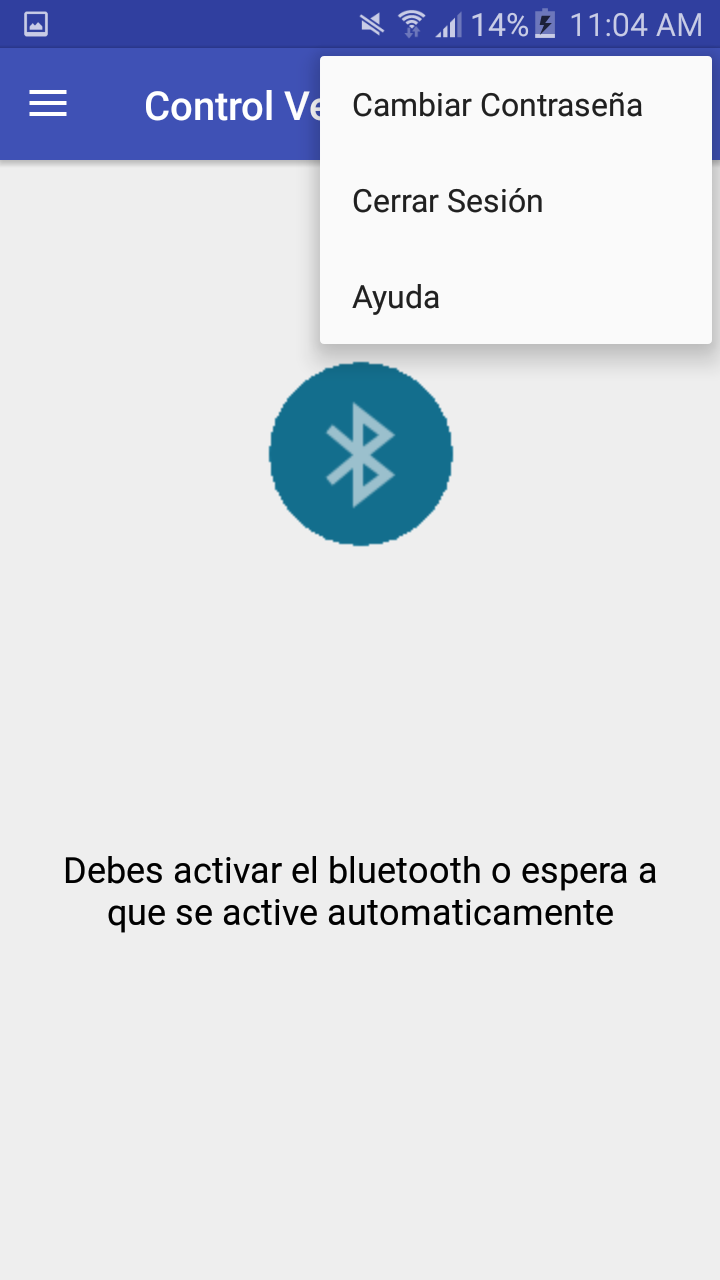 14% 11:04 AM
Control
Cambiar Contraseña
Cerrar Sesión
Ayuda
Debes activar el bluetooth o espera a
que se active automaticamente